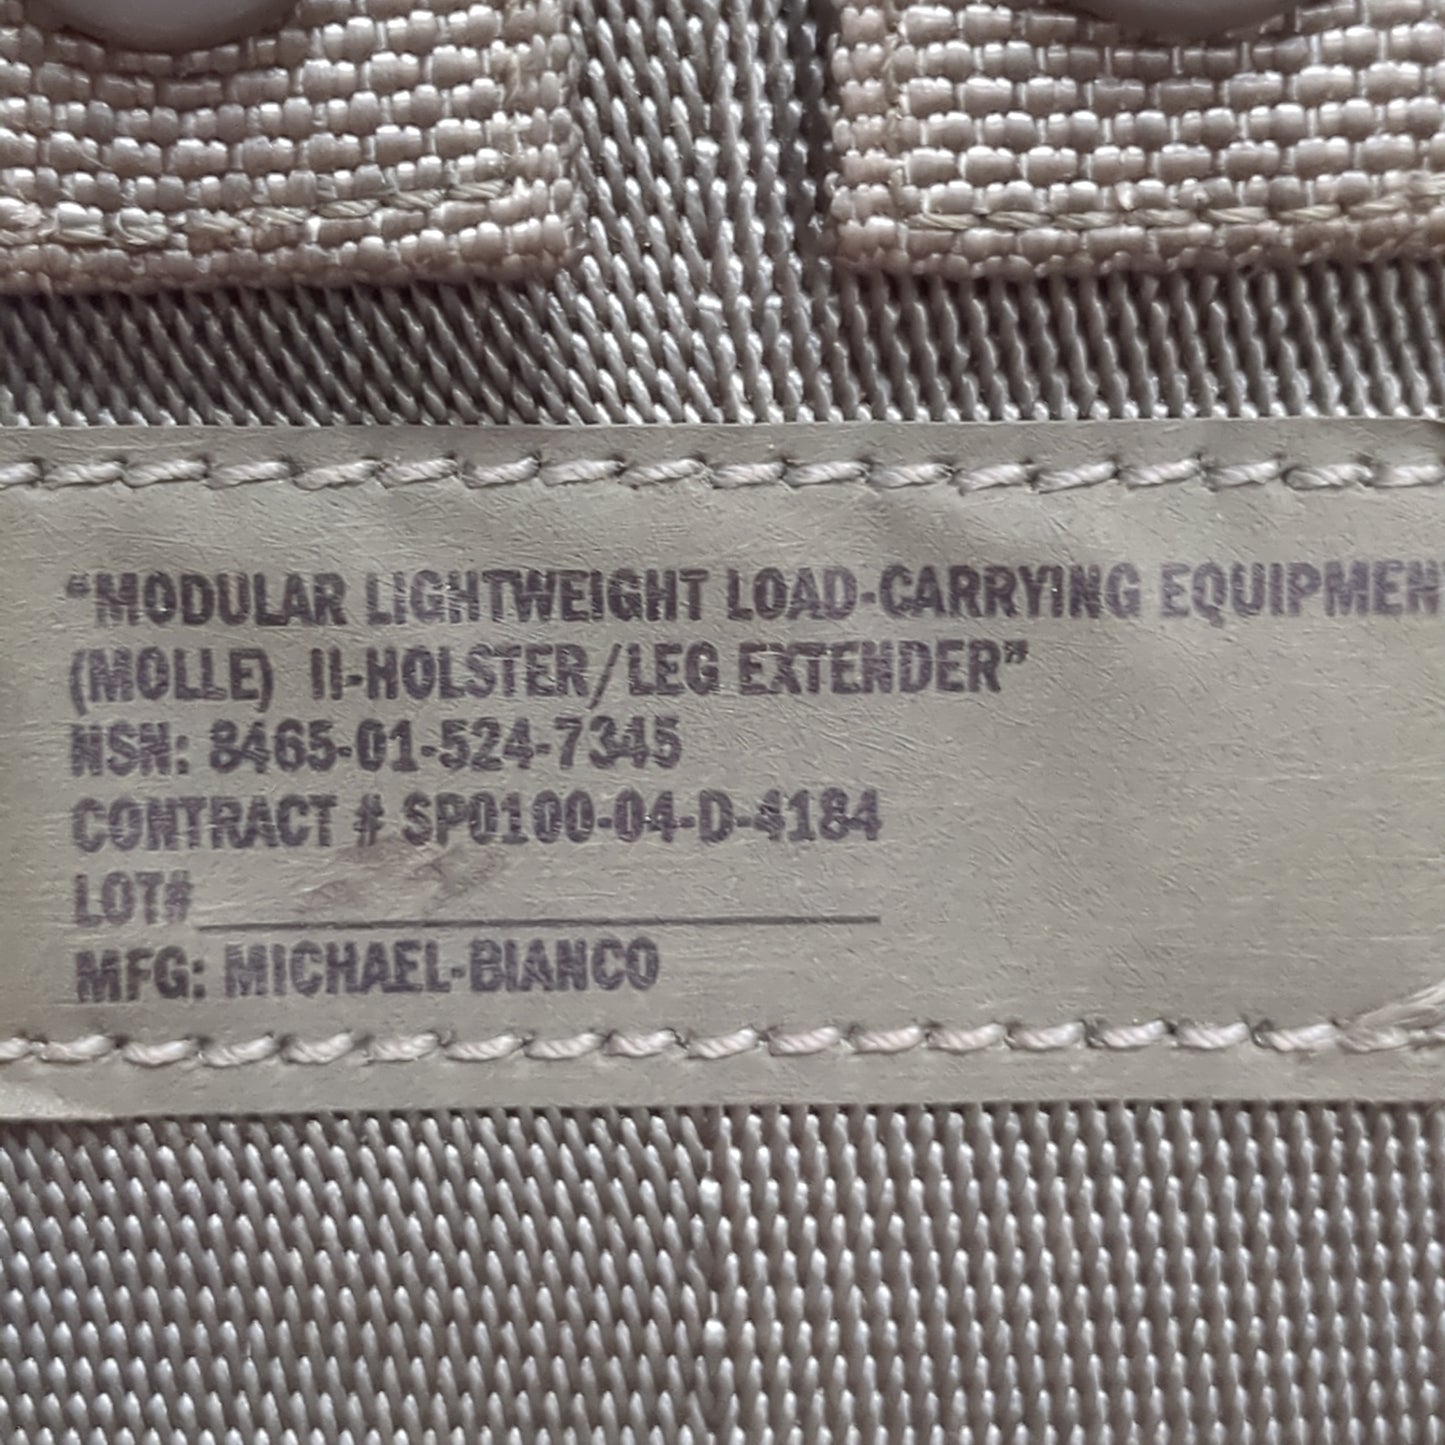 “MODULAR LIGHTWEIGHT LOAD-CARRYING EQUIPMEN
(MOLLE) II-HOLSTER/LEG EXTENDER”
NSN: 8465-01-524-7345
CONTRACT # SP0100-04-D-4184
LOT#
MFG: MICHAEL-BIANCO